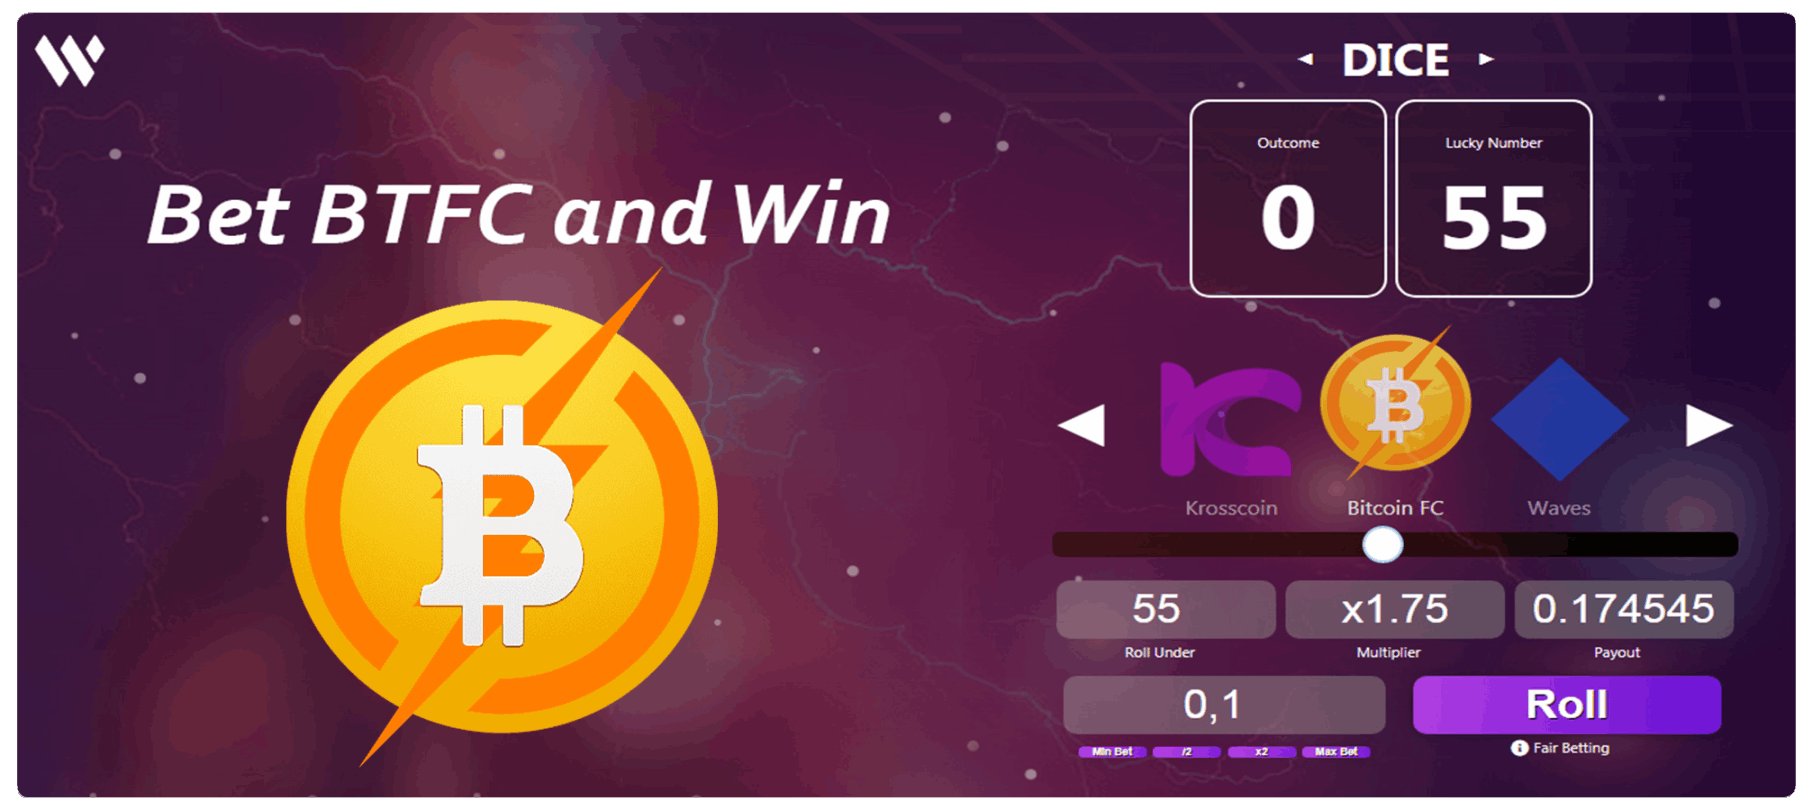 DICE
Outcome
Lucky Number
0
55
Bet BTFC and Win
Krosscoin
Bitcoin FC
Waves
55
x1.75
0.174545
Roll Under
Multiplier
Payout
0,1
Roll
Min Bet
/2
x2
Max Bet
Fair Betting